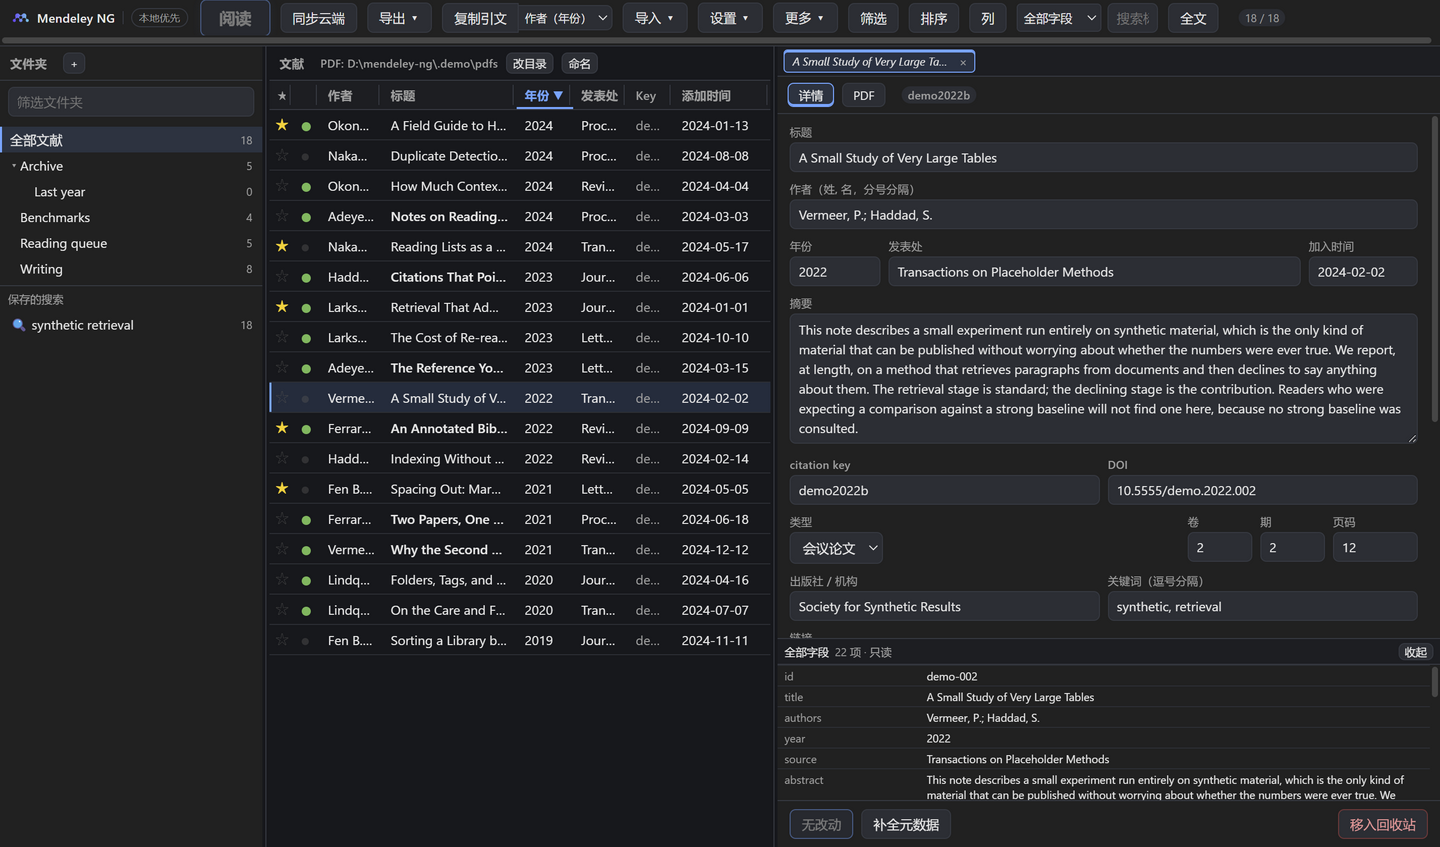 Mendeley NG 本地优先 阅读 同步云端 导出 ▼ 复制引文 作者（年份） 导入 ▼ 设置 ▼ 更多 ▼ 筛选 排序 列 全部字段 全文 18 / 18
文件夹 +
筛选文件夹
全部文献 18
Archive 5
Last year 0
Benchmarks 4
Reading queue 5
Writing 8
保存的搜索
synthetic retrieval 18
文献 PDF: D:\mendeley-ng\.demo\pdfs 改目录 命名
★ 作者 标题 年份 ▼ 发表处 Key 添加时间
★ Okon... A Field Guide to H... 2024 Proc... de... 2024-01-13
☆ Naka... Duplicate Detectio... 2024 Proc... de... 2024-08-08
☆ Okon... How Much Contex... 2024 Revi... de... 2024-04-04
☆ Adeye... Notes on Reading... 2024 Proc... de... 2024-03-03
★ Naka... Reading Lists as a ... 2024 Tran... de... 2024-05-17
☆ Hadd... Citations That Poi... 2023 Jour... de... 2024-06-06
★ Larks... Retrieval That Ad... 2023 Jour... de... 2024-01-01
☆ Larks... The Cost of Re-rea... 2023 Lett... de... 2024-10-10
☆ Adeye... The Reference Yo... 2023 Lett... de... 2024-03-15
☆ Verme... A Small Study of V... 2022 Tran... de... 2024-02-02
★ Ferrar... An Annotated Bib... 2022 Revi... de... 2024-09-09
☆ Hadd... Indexing Without ... 2022 Revi... de... 2024-02-14
★ Fen B.... Spacing Out: Mar... 2021 Lett... de... 2024-05-05
☆ Ferrar... Two Papers, One ... 2021 Proc... de... 2024-06-18
☆ Verme... Why the Second ... 2021 Tran... de... 2024-12-12
☆ Lindq... Folders, Tags, and ... 2020 Jour... de... 2024-04-16
☆ Lindq... On the Care and F... 2020 Tran... de... 2024-07-07
☆ Fen B.... Sorting a Library b... 2019 Jour... de... 2024-11-11
A Small Study of Very Large Ta... ×
详情 PDF demo2022b
标题
A Small Study of Very Large Tables
作者（姓, 名，分号分隔）
Vermeer, P.; Haddad, S.
年份 发表处 加入时间
2022 Transactions on Placeholder Methods 2024-02-02
摘要
This note describes a small experiment run entirely on synthetic material, which is the only kind of
material that can be published without worrying about whether the numbers were ever true. We report,
at length, on a method that retrieves paragraphs from documents and then declines to say anything
about them. The retrieval stage is standard; the declining stage is the contribution. Readers who were
expecting a comparison against a strong baseline will not find one here, because no strong baseline was
consulted.
citation key DOI
demo2022b 10.5555/demo.2022.002
类型 卷 期 页码
会议论文 2 2 12
出版社 / 机构 关键词（逗号分隔）
Society for Synthetic Results synthetic, retrieval
全部字段 22 项 · 只读 收起
id demo-002
title A Small Study of Very Large Tables
authors Vermeer, P.; Haddad, S.
year 2022
source Transactions on Placeholder Methods
abstract This note describes a small experiment run entirely on synthetic material, which is the only kind of
material that can be published without worrying about whether the numbers were ever true. We
无改动 补全元数据 移入回收站